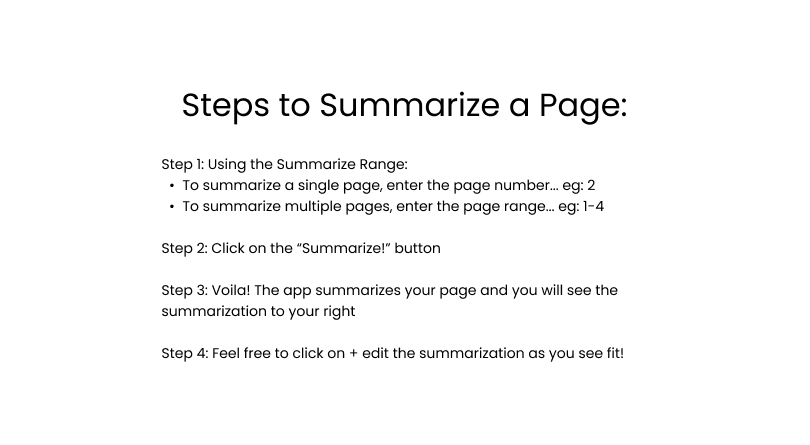 Steps to Summarize a Page:
Step 1: Using the Summarize Range:
• To summarize a single page, enter the page number... eg: 2
• To summarize multiple pages, enter the page range... eg: 1-4
Step 2: Click on the “Summarize!” button
Step 3: Voila! The app summarizes your page and you will see the
summarization to your right
Step 4: Feel free to click on + edit the summarization as you see fit!